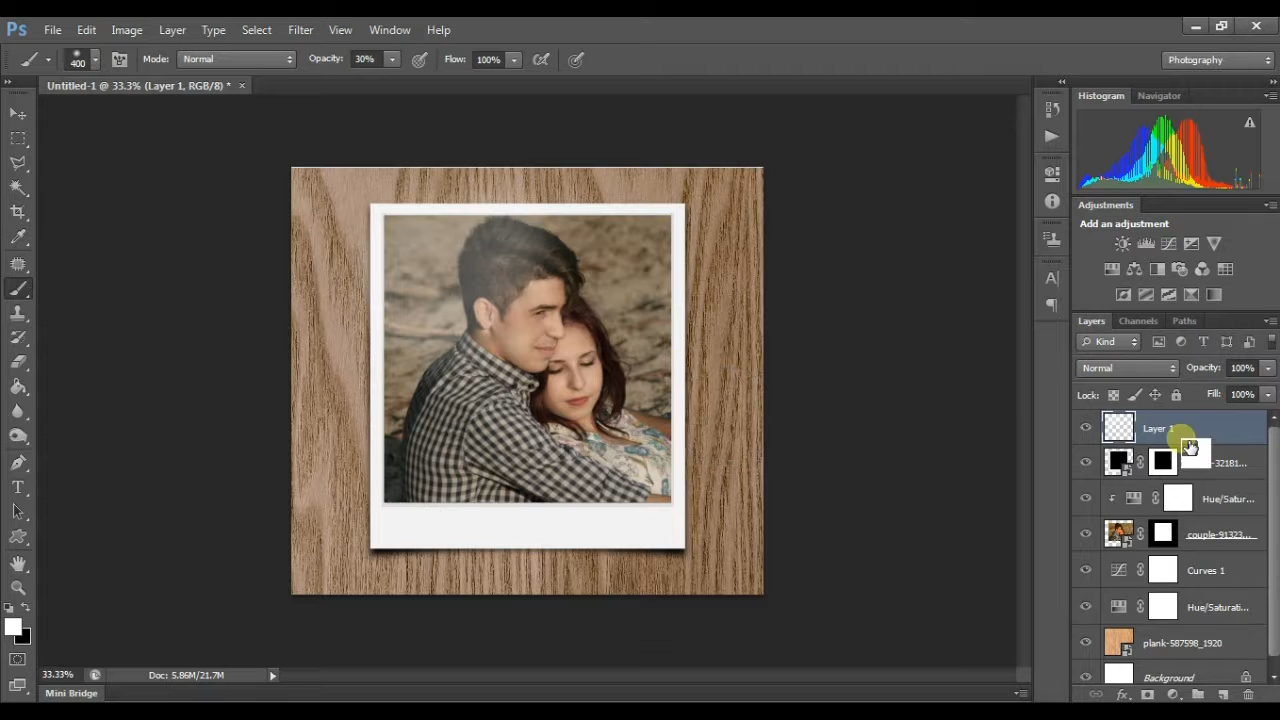 Ps File Edit Image Layer Type Select Filter View Window Help
400 Mode: Normal Opacity: 30% Flow: 100% Photography
Untitled-1 @ 33.3% (Layer 1, RGB/8) *
Histogram Navigator
Adjustments
Add an adjustment
Layers Channels Paths
Kind
Normal Opacity: 100%
Lock: Fill: 100%
Layer 1
-32181...
Hue/Satur...
couple-91323...
Curves 1
Hue/Saturati...
plank-587598_1920
Background
33.33% Doc: 5.86M/21.7M
Mini Bridge